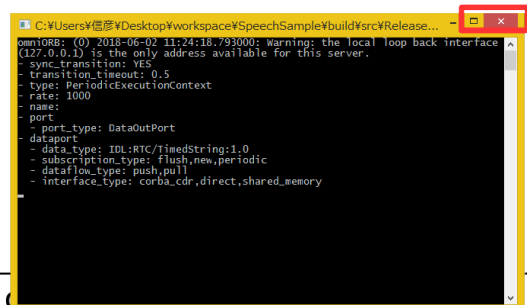 C:¥Users¥信彦¥Desktop¥workspace¥SpeechSample¥build¥src¥Release...
omniORB: (0) 2018-06-02 11:24:18.793000: Warning: the local loop back interface
(127.0.0.1) is the only address available for this server.
- sync_transition: YES
- transition_timeout: 0.5
- type: PeriodicExecutionContext
- rate: 1000
- name:
- port
  - port_type: DataOutPort
- dataport
  - data_type: IDL:RTC/TimedString:1.0
  - subscription_type: flush,new,periodic
  - dataflow_type: push,pull
  - interface_type: corba_cdr,direct,shared_memory